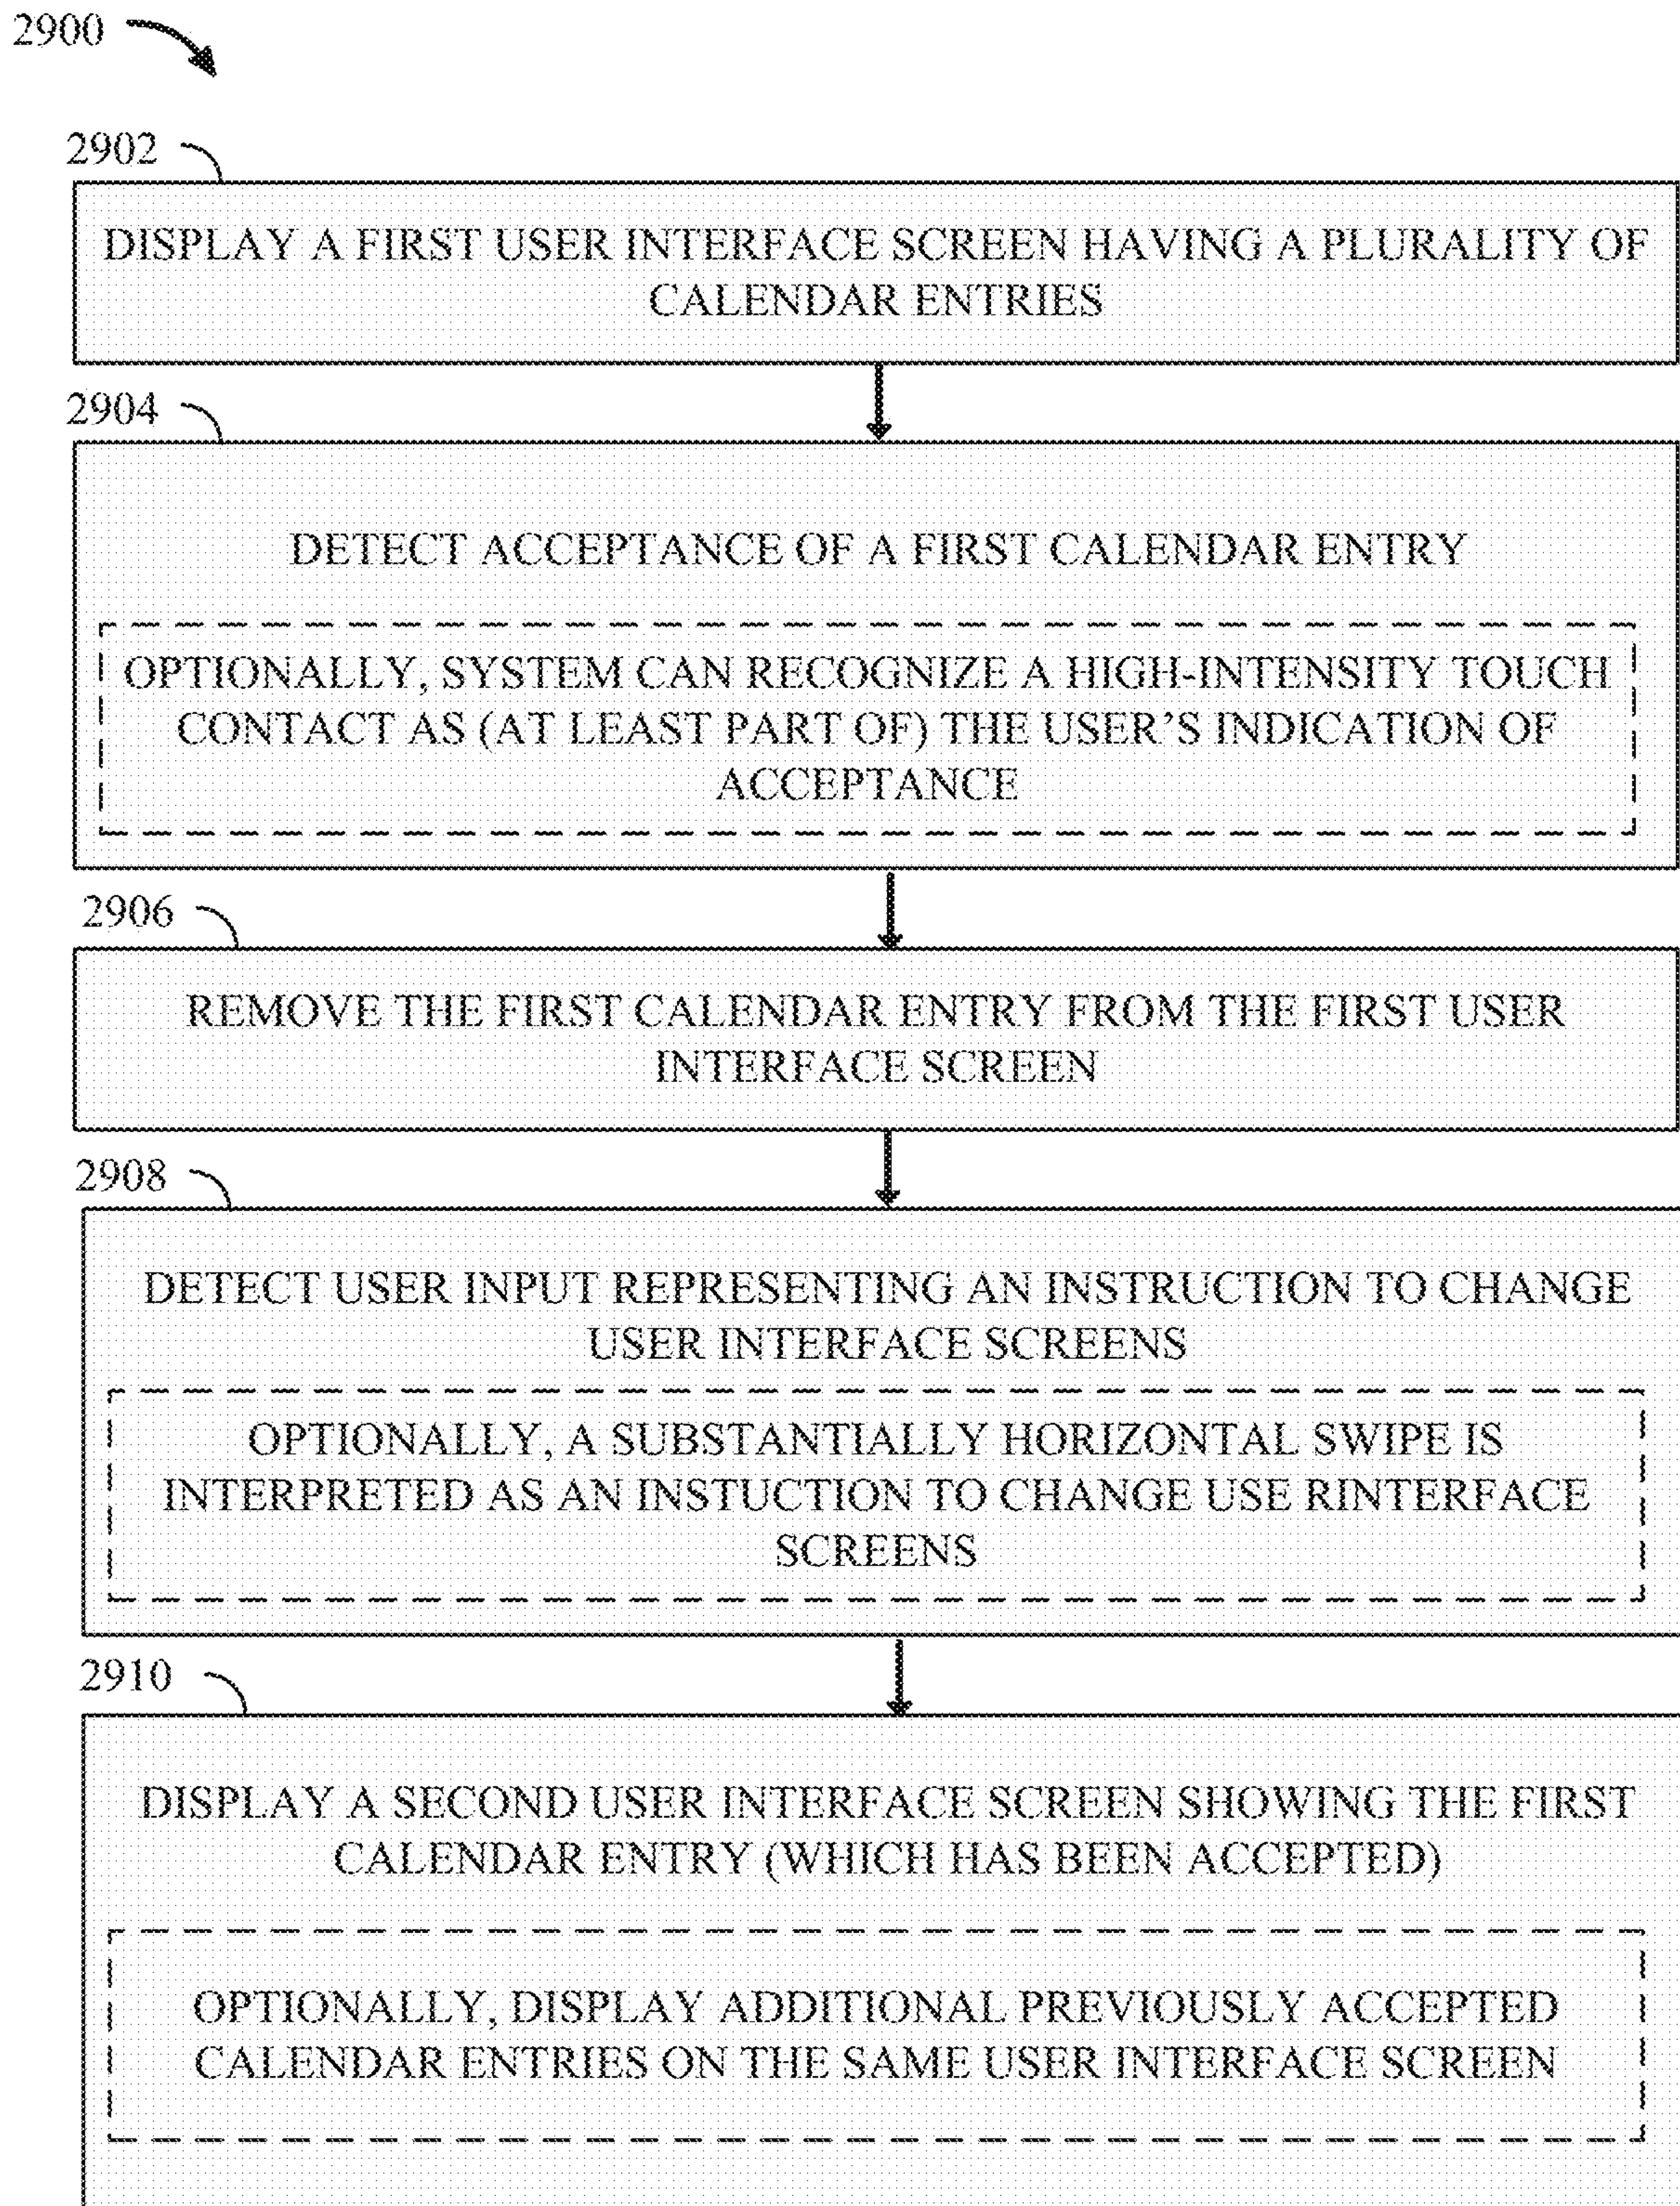 2900
2902
DISPLAY A FIRST USER INTERFACE SCREEN HAVING A PLURALITY OF
CALENDAR ENTRIES
2904
DETECT ACCEPTANCE OF A FIRST CALENDAR ENTRY
OPTIONALLY, SYSTEM CAN RECOGNIZE A HIGH-INTENSITY TOUCH
CONTACT AS (AT LEAST PART OF) THE USER'S INDICATION OF
ACCEPTANCE
2906
REMOVE THE FIRST CALENDAR ENTRY FROM THE FIRST USER
INTERFACE SCREEN
2908
DETECT USER INPUT REPRESENTING AN INSTRUCTION TO CHANGE
USER INTERFACE SCREENS
OPTIONALLY, A SUBSTANTIALLY HORIZONTAL SWIPE IS
INTERPRETED AS AN INSTUCTION TO CHANGE USE RINTERFACE
SCREENS
2910
DISPLAY A SECOND USER INTERFACE SCREEN SHOWING THE FIRST
CALENDAR ENTRY (WHICH HAS BEEN ACCEPTED)
OPTIONALLY, DISPLAY ADDITIONAL PREVIOUSLY ACCEPTED
CALENDAR ENTRIES ON THE SAME USER INTERFACE SCREEN